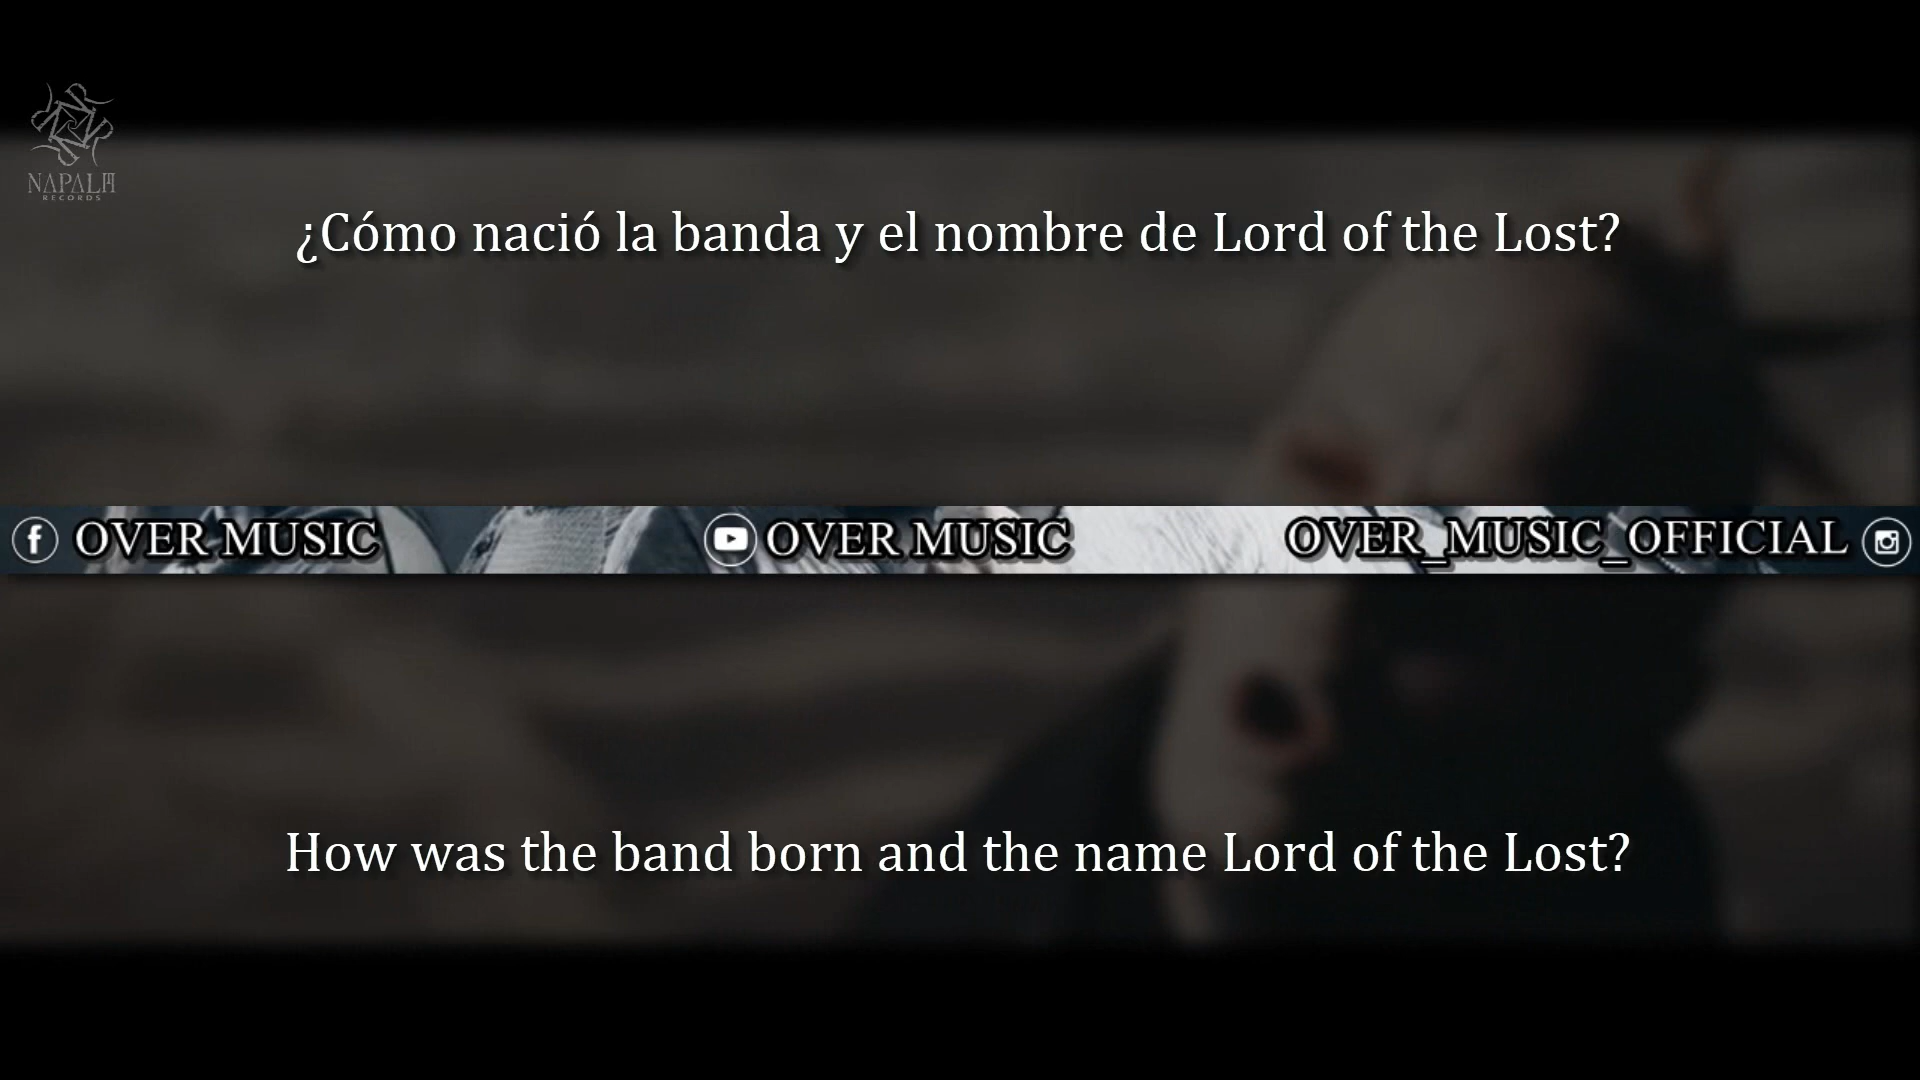 NAPALM
RECORDS
¿Cómo nació la banda y el nombre de Lord of the Lost?
OVER MUSIC
OVER MUSIC
OVER_MUSIC_OFFICIAL
How was the band born and the name Lord of the Lost?